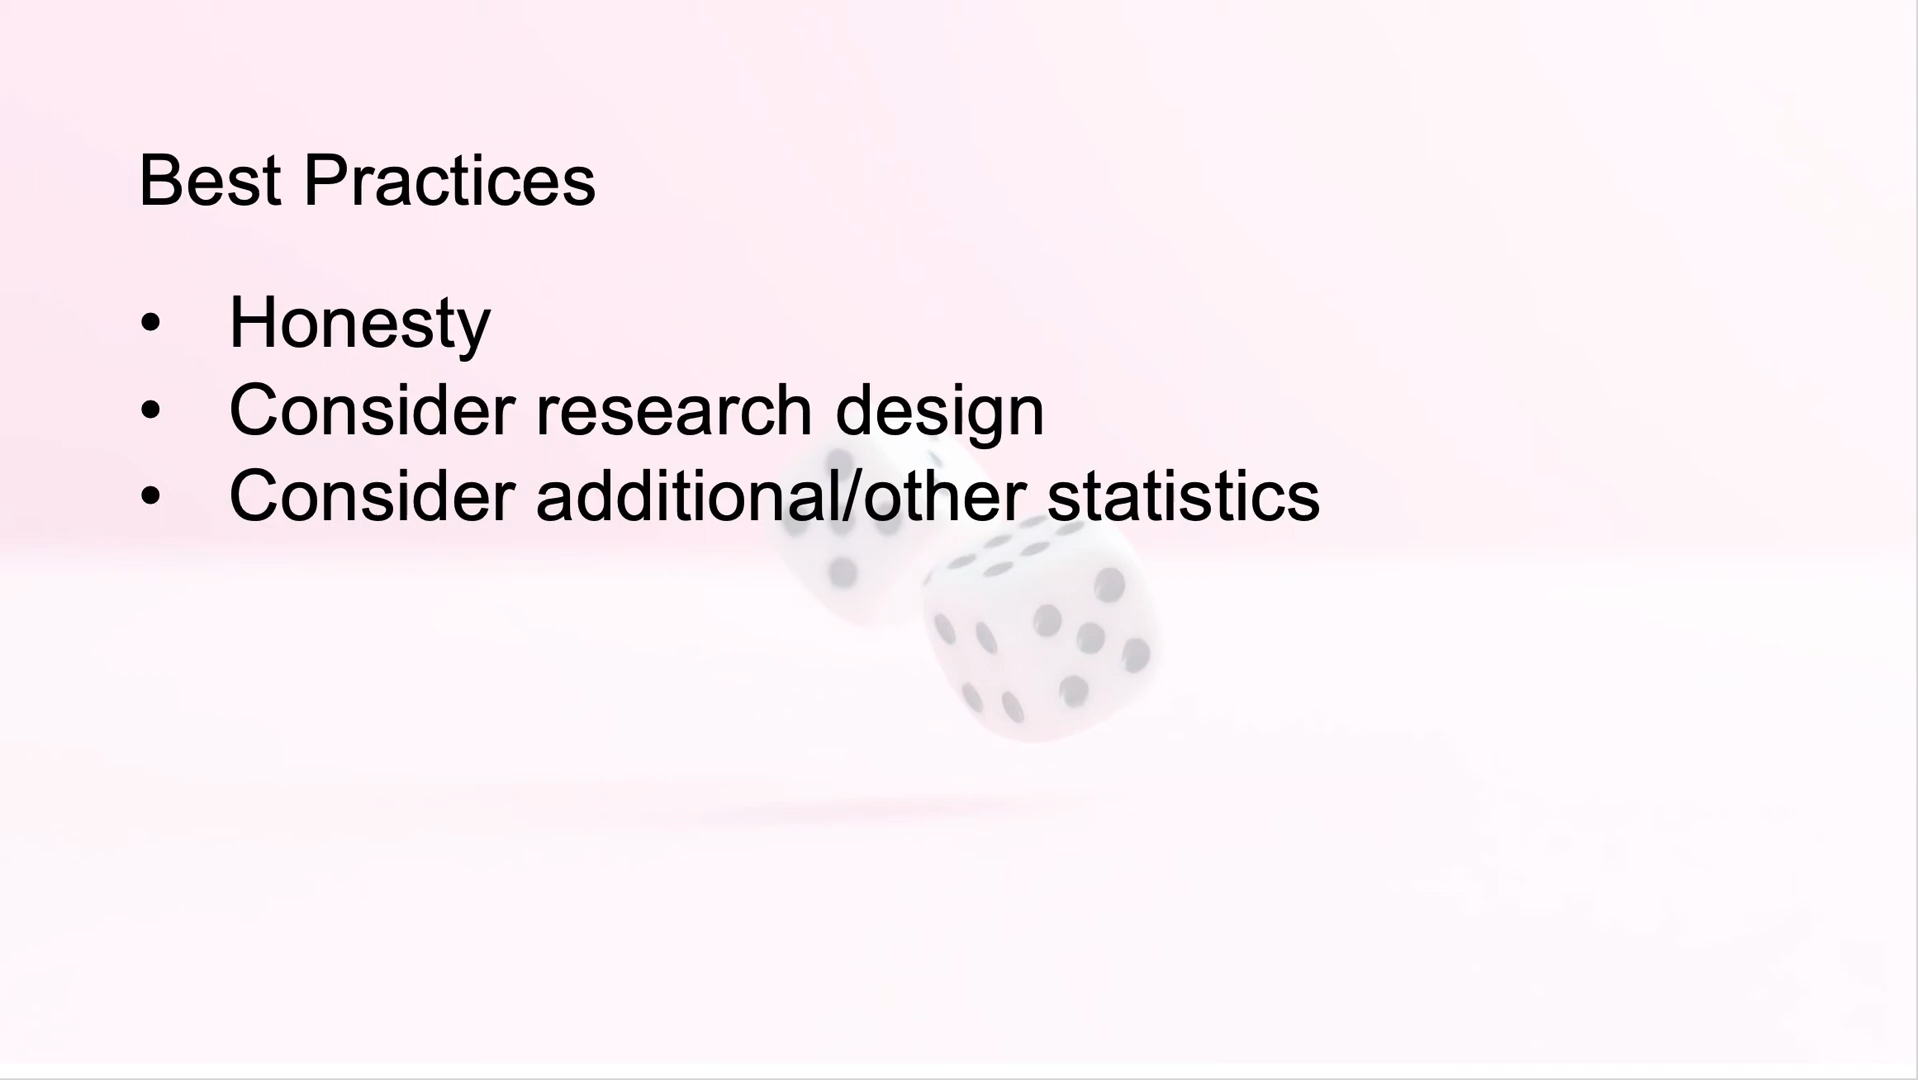 Best Practices
• Honesty
• Consider research design
• Consider additional/other statistics